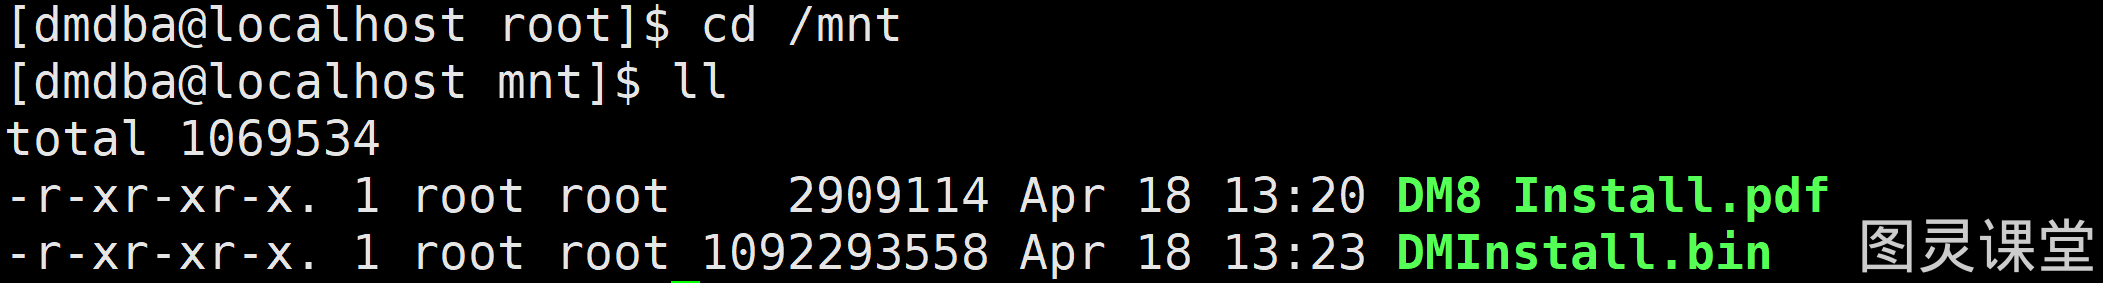 [dmdba@localhost root]$ cd /mnt
[dmdba@localhost mnt]$ ll
total 1069534
-r-xr-xr-x. 1 root root    2909114 Apr 18 13:20 DM8 Install.pdf
-r-xr-xr-x. 1 root root 1092293558 Apr 18 13:23 DMInstall.bin
图灵课堂